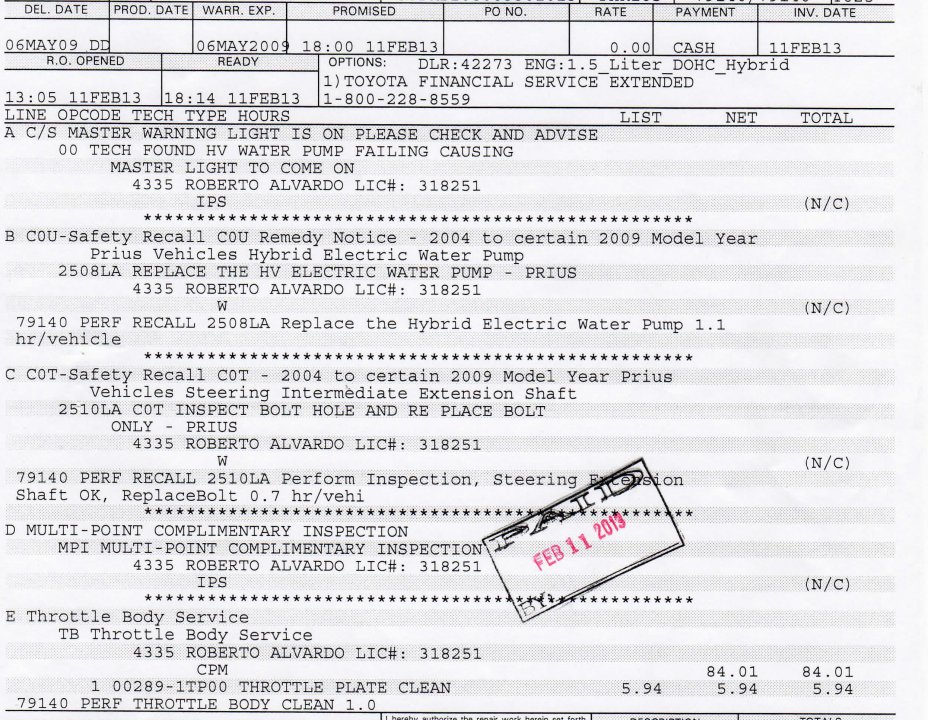 DEL. DATE PROD. DATE WARR. EXP. PROMISED PO NO. RATE PAYMENT INV. DATE
06MAY09 DD 06MAY2009 18:00 11FEB13 0.00 CASH 11FEB13
R.O. OPENED READY OPTIONS: DLR:42273 ENG:1.5_Liter_DOHC_Hybrid
1)TOYOTA FINANCIAL SERVICE EXTENDED
13:05 11FEB13 18:14 11FEB13 1-800-228-8559
LINE OPCODE TECH TYPE HOURS LIST NET TOTAL
A C/S MASTER WARNING LIGHT IS ON PLEASE CHECK AND ADVISE
00 TECH FOUND HV WATER PUMP FAILING CAUSING
MASTER LIGHT TO COME ON
4335 ROBERTO ALVARDO LIC#: 318251
IPS (N/C)
****************************************************
B C0U-Safety Recall C0U Remedy Notice - 2004 to certain 2009 Model Year
Prius Vehicles Hybrid Electric Water Pump
2508LA REPLACE THE HV ELECTRIC WATER PUMP - PRIUS
4335 ROBERTO ALVARDO LIC#: 318251
W (N/C)
79140 PERF RECALL 2508LA Replace the Hybrid Electric Water Pump 1.1
hr/vehicle
****************************************************
C C0T-Safety Recall C0T - 2004 to certain 2009 Model Year Prius
Vehicles Steering Intermediate Extension Shaft
2510LA C0T INSPECT BOLT HOLE AND RE PLACE BOLT
ONLY - PRIUS
4335 ROBERTO ALVARDO LIC#: 318251
W (N/C)
79140 PERF RECALL 2510LA Perform Inspection, Steering Extension
Shaft OK, ReplaceBolt 0.7 hr/vehi
****************************************************
PAID
FEB 11 2013
BY:
D MULTI-POINT COMPLIMENTARY INSPECTION
MPI MULTI-POINT COMPLIMENTARY INSPECTION
4335 ROBERTO ALVARDO LIC#: 318251
IPS (N/C)
****************************************************
E Throttle Body Service
TB Throttle Body Service
4335 ROBERTO ALVARDO LIC#: 318251
CPM 84.01 84.01
1 00289-1TP00 THROTTLE PLATE CLEAN 5.94 5.94 5.94
79140 PERF THROTTLE BODY CLEAN 1.0
I hereby authorize the repair work herein set forth DESCRIPTION TOTALS